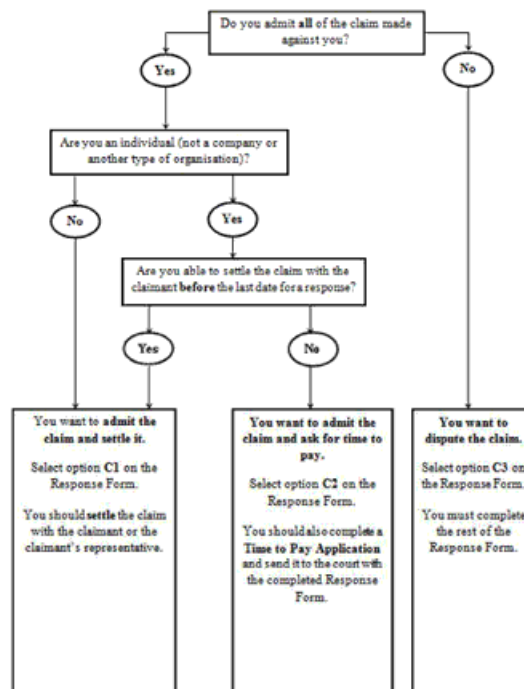 Do you admit all of the claim made
against you?
Yes
No
Are you an individual (not a company or
another type of organisation)?
No
Yes
Are you able to settle the claim with the
claimant before the last date for a response?
Yes
No
You want to admit the
claim and settle it.
Select option C1 on the
Response Form.
You should settle the claim
with the claimant or the
claimant's representative.
You want to admit the
claim and ask for time to
pay.
Select option C2 on the
Response Form.
You should also complete a
Time to Pay Application
and send it to the court with
the completed Response
Form.
You want to
dispute the claim.
Select option C3 on
the Response Form.
You must complete
the rest of the
Response Form.